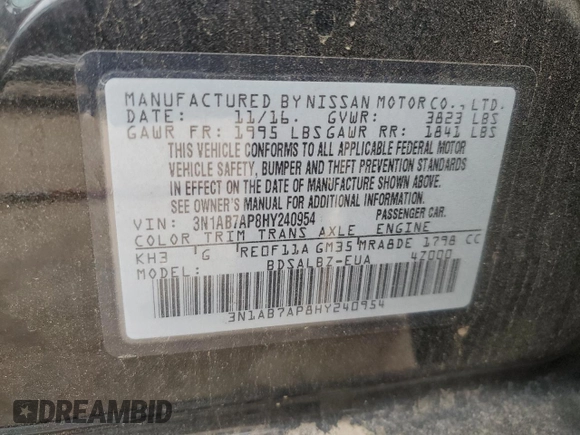 MANUFACTURED BY NISSAN MOTOR CO., LTD.
DATE: 11/16. GVWR: 3823 LBS
GAWR FR: 1995 LBS GAWR RR: 1841 LBS
THIS VEHICLE CONFORMS TO ALL APPLICABLE FEDERAL MOTOR
VEHICLE SAFETY, BUMPER AND THEFT PREVENTION STANDARDS
IN EFFECT ON THE DATE OF MANUFACTURE SHOWN ABOVE.
SEE OWNER'S MANUAL FOR ADDITIONAL INFORMATION.
VIN: 3N1AB7AP8HY240954 PASSENGER CAR.
COLOR TRIM TRANS AXLE ENGINE
KH3 G RE0F11A GM35 MRA8DE 1798 CC
MODEL: BDSALBZ-EUA 47000
3N1AB7AP8HY240954
DREAMBID